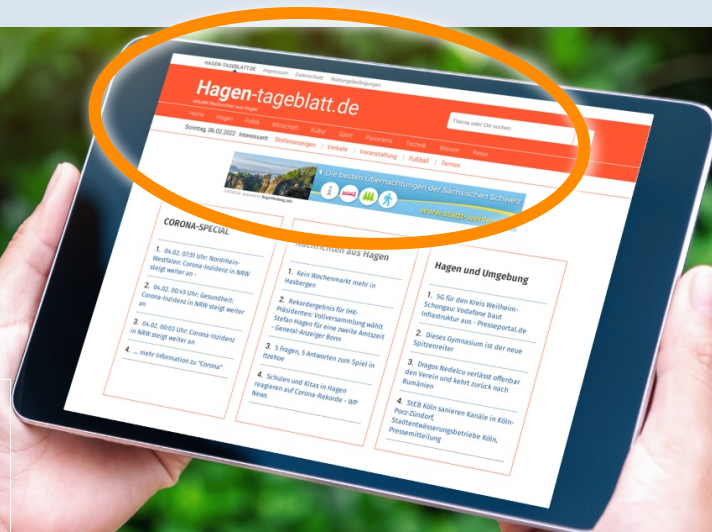 HAGEN-TAGEBLATT.DE Impressum Datenschutz Nutzungsbedingungen
Hagen-tageblatt.de
aktuelle Nachrichten aus Hagen
Thema oder Ort suchen
Home Hagen Politik Wirtschaft Kultur Sport Panorama Technik Wissen Reise
Sonntag, 06.02.2022 Interessant: Stellenanzeigen | Verkehr | Veranstaltung | Fußball | Termin
Die besten Übernachtungen der Sächsischen Schweiz
www.stadt-wehlen
CORONA-SPECIAL
1. 04.02. 07:51 Uhr: Nordrhein-
Westfalen: Corona-Inzidenz in NRW
steigt weiter an -
2. 04.02. 00:45 Uhr: Gesundheit:
Corona-Inzidenz in NRW steigt weiter
an
3. 04.02. 00:03 Uhr: Corona-Inzidenz
in NRW steigt weiter an
4. ... mehr Information zu "Corona"
Nachrichten aus Hagen
1. Kein Wochenmarkt mehr in
Hasbergen
2. Rekordergebnis für IHK-
Präsidenten: Vollversammlung wählt
Stefan Hagen für eine zweite Amtszeit
- General-Anzeiger Bonn
3. 5 Fragen, 5 Antworten zum Spiel in
Itzehoe
4. Schulen und Kitas in Hagen
reagieren auf Corona-Rekorde - WP
News
Hagen und Umgebung
1. 5G für den Kreis Weilheim-
Schongau: Vodafone baut
Infrastruktur aus - Presseportal.de
2. Dieses Gymnasium ist der neue
Spitzenreiter
3. Dragos Nedelcu verlässt offenbar
den Verein und kehrt zurück nach
Rumänien
4. StEB Köln sanieren Kanäle in Köln-
Porz-Zündorf,
Stadtentwässerungsbetriebe Köln,
Pressemitteilung